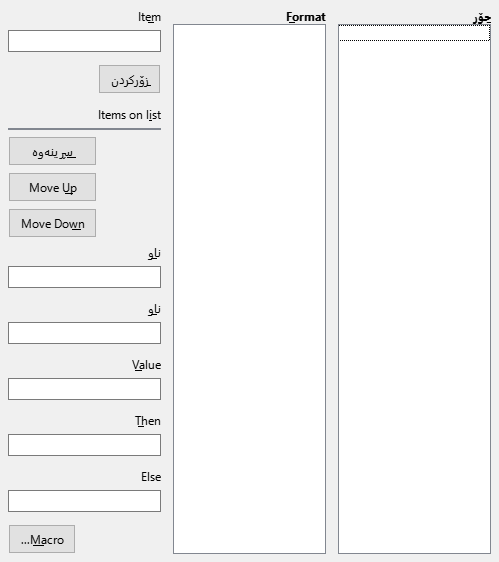 جۆر
Format
Item
زۆرکردن
Items on list
سڕینەوە
Move Up
Move Down
ناو
ناو
Value
Then
Else
Macro...